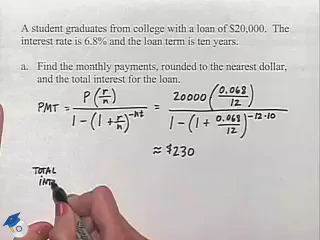 A student graduates from college with a loan of $20,000. The
interest rate is 6.8% and the loan term is ten years.
a. Find the monthly payments, rounded to the nearest dollar,
and the total interest for the loan.
PMT = P(r/n) / 1 - (1 + r/n)^-nt = 20000(0.068/12) / 1 - (1 + 0.068/12)^-12·10
≈ $230
TOTAL
INT